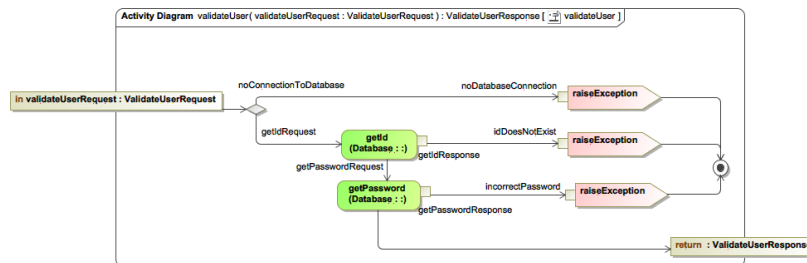 Activity Diagram validateUser( validateUserRequest : ValidateUserRequest ) : ValidateUserResponse [ validateUser ]
noConnectionToDatabase
noDatabaseConnection
raiseException
in validateUserRequest : ValidateUserRequest
getIdRequest
getId
(Database : :)
idDoesNotExist
raiseException
getIdResponse
getPasswordRequest
getPassword
(Database : :)
incorrectPassword
raiseException
getPasswordResponse
return : ValidateUserResponse